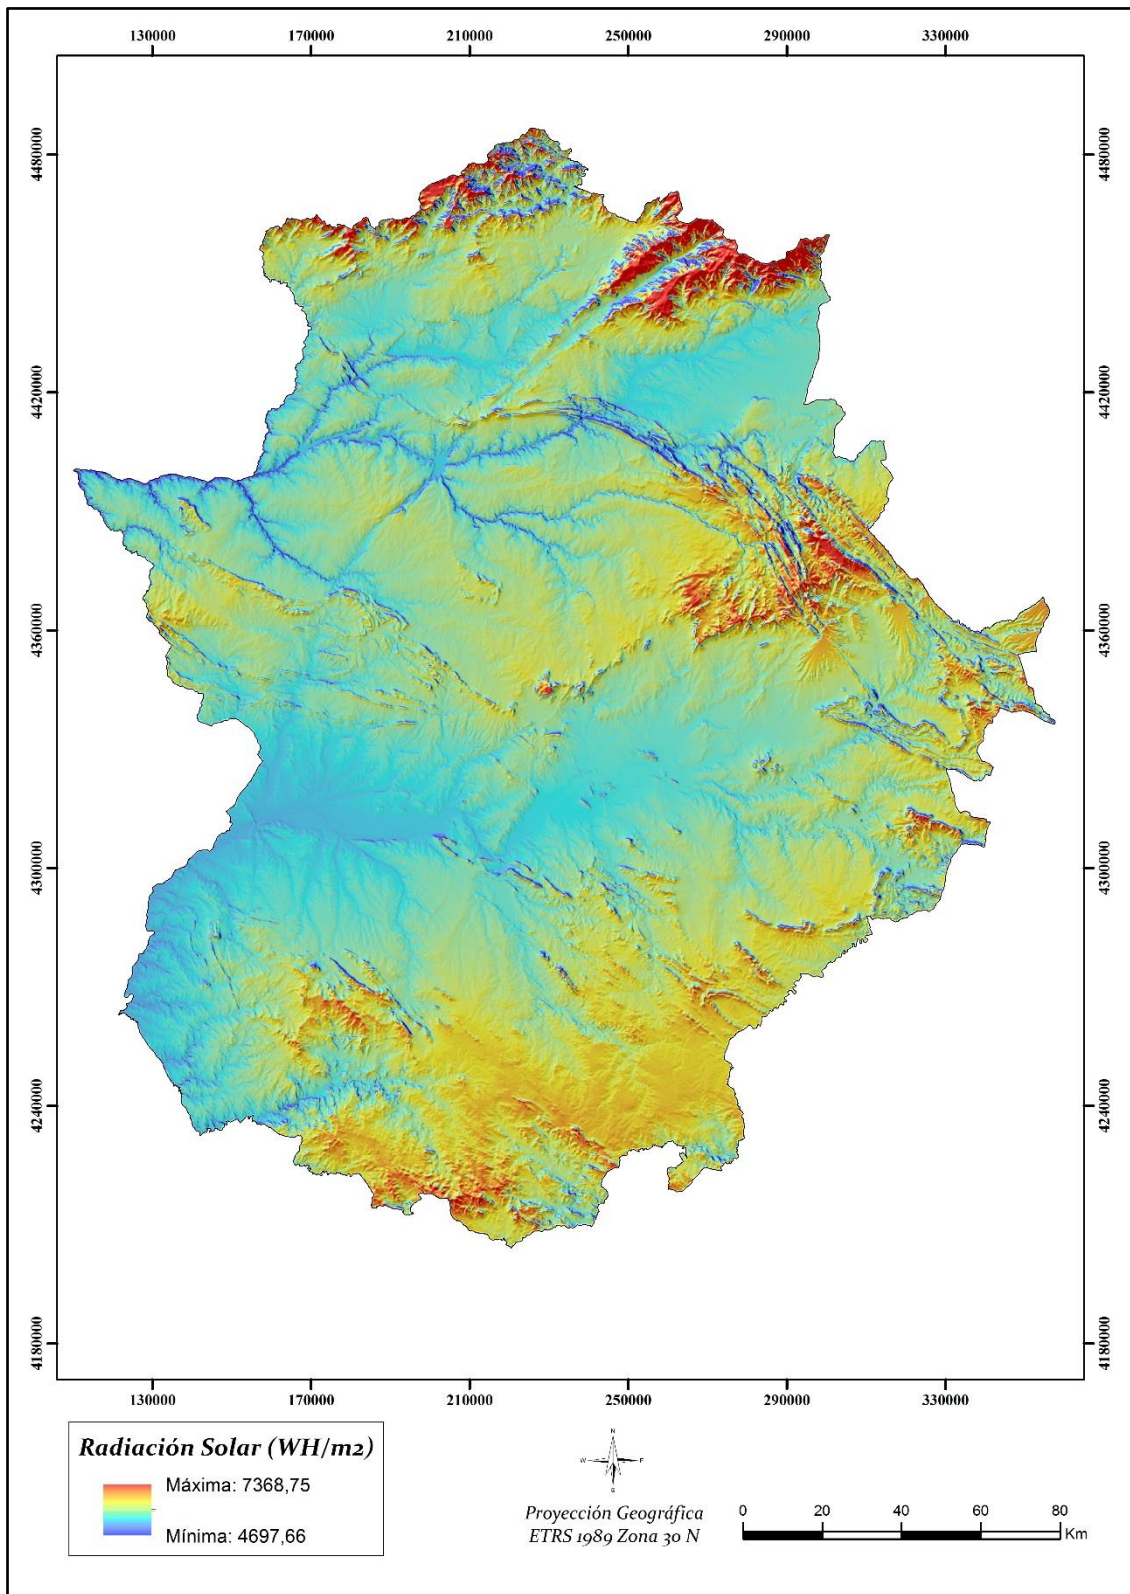 130000 170000 210000 250000 290000 330000
4480000 4480000
4420000 4420000
4360000 4360000
4300000 4300000
4240000 4240000
4180000 4180000
130000 170000 210000 250000 290000 330000
Radiación Solar (WH/m2)
Máxima: 7368,75
Mínima: 4697,66
N
W
S
Proyección Geográfica
ETRS 1989 Zona 30 N
0 20 40 60 80
Km